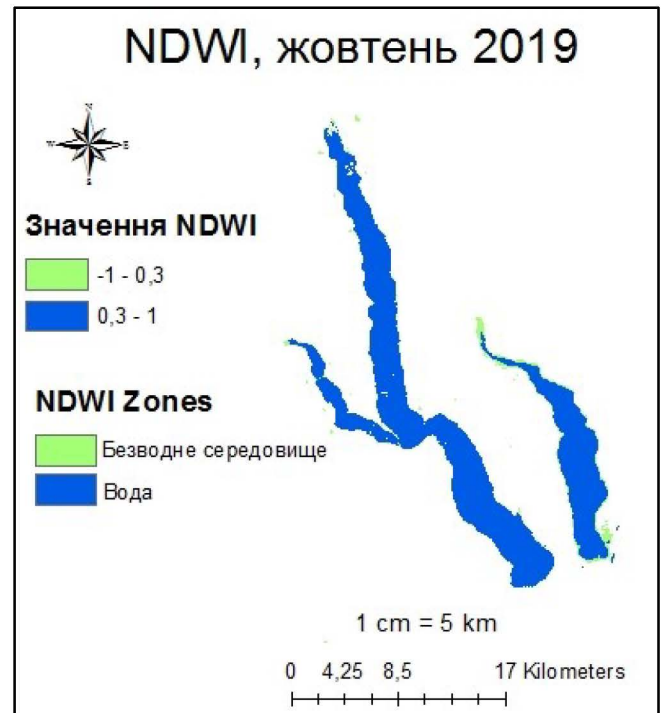 NDWI, жовтень 2019
N
W E
S
Значення NDWI
-1 - 0,3
0,3 - 1
NDWI Zones
Безводне середовище
Вода
1 cm = 5 km
0 4,25 8,5 17 Kilometers